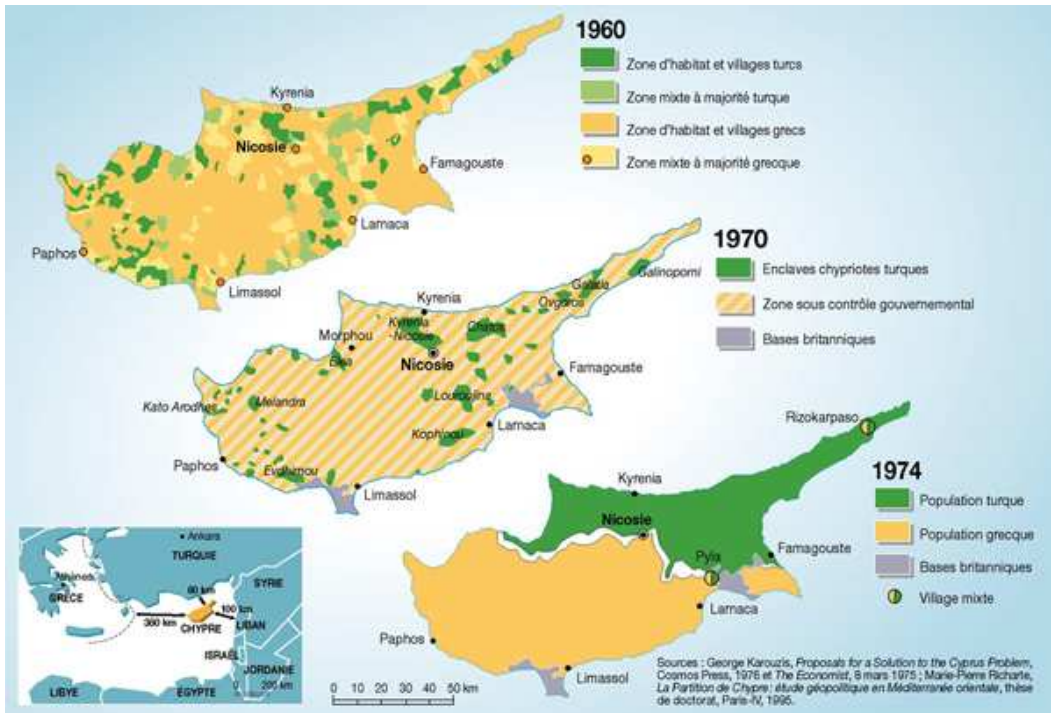 1960
Zone d'habitat et villages turcs
Zone mixte à majorité turque
Zone d'habitat et villages grecs
Zone mixte à majorité grecque
Kyrenia
Nicosie
Famagouste
Larnaca
Paphos
Limassol
1970
Enclaves chypriotes turques
Zone sous contrôle gouvernemental
Bases britanniques
Galinoporni
Galatia
Ovgoros
Kyrenia
Kyrenia
-Nicosie
Chatos
Morphou
Nicosie
Famagouste
Kato Arodhes
Melandra
Louroujina
Larnaca
Kophinou
Paphos
Evdhimou
Limassol
1974
Population turque
Population grecque
Bases britanniques
Village mixte
Rizokarpaso
Kyrenia
Nicosie
Pyla
Famagouste
Larnaca
Paphos
Limassol
Ankara
TURQUIE
Athènes
GRÈCE
SYRIE
100 km
360 km
CHYPRE
LIBAN
ISRAËL
JORDANIE
LIBYE
ÉGYPTE
0 200 km
0 10 20 30 40 50 km
Sources : George Karouzis, Proposals for a Solution to the Cyprus Problem,
Cosmos Press, 1976 et The Economist, 8 mars 1975 ; Marie-Pierre Richarte,
La Partition de Chypre : étude géopolitique en Méditerranée orientale, thèse
de doctorat, Paris-IV, 1995.